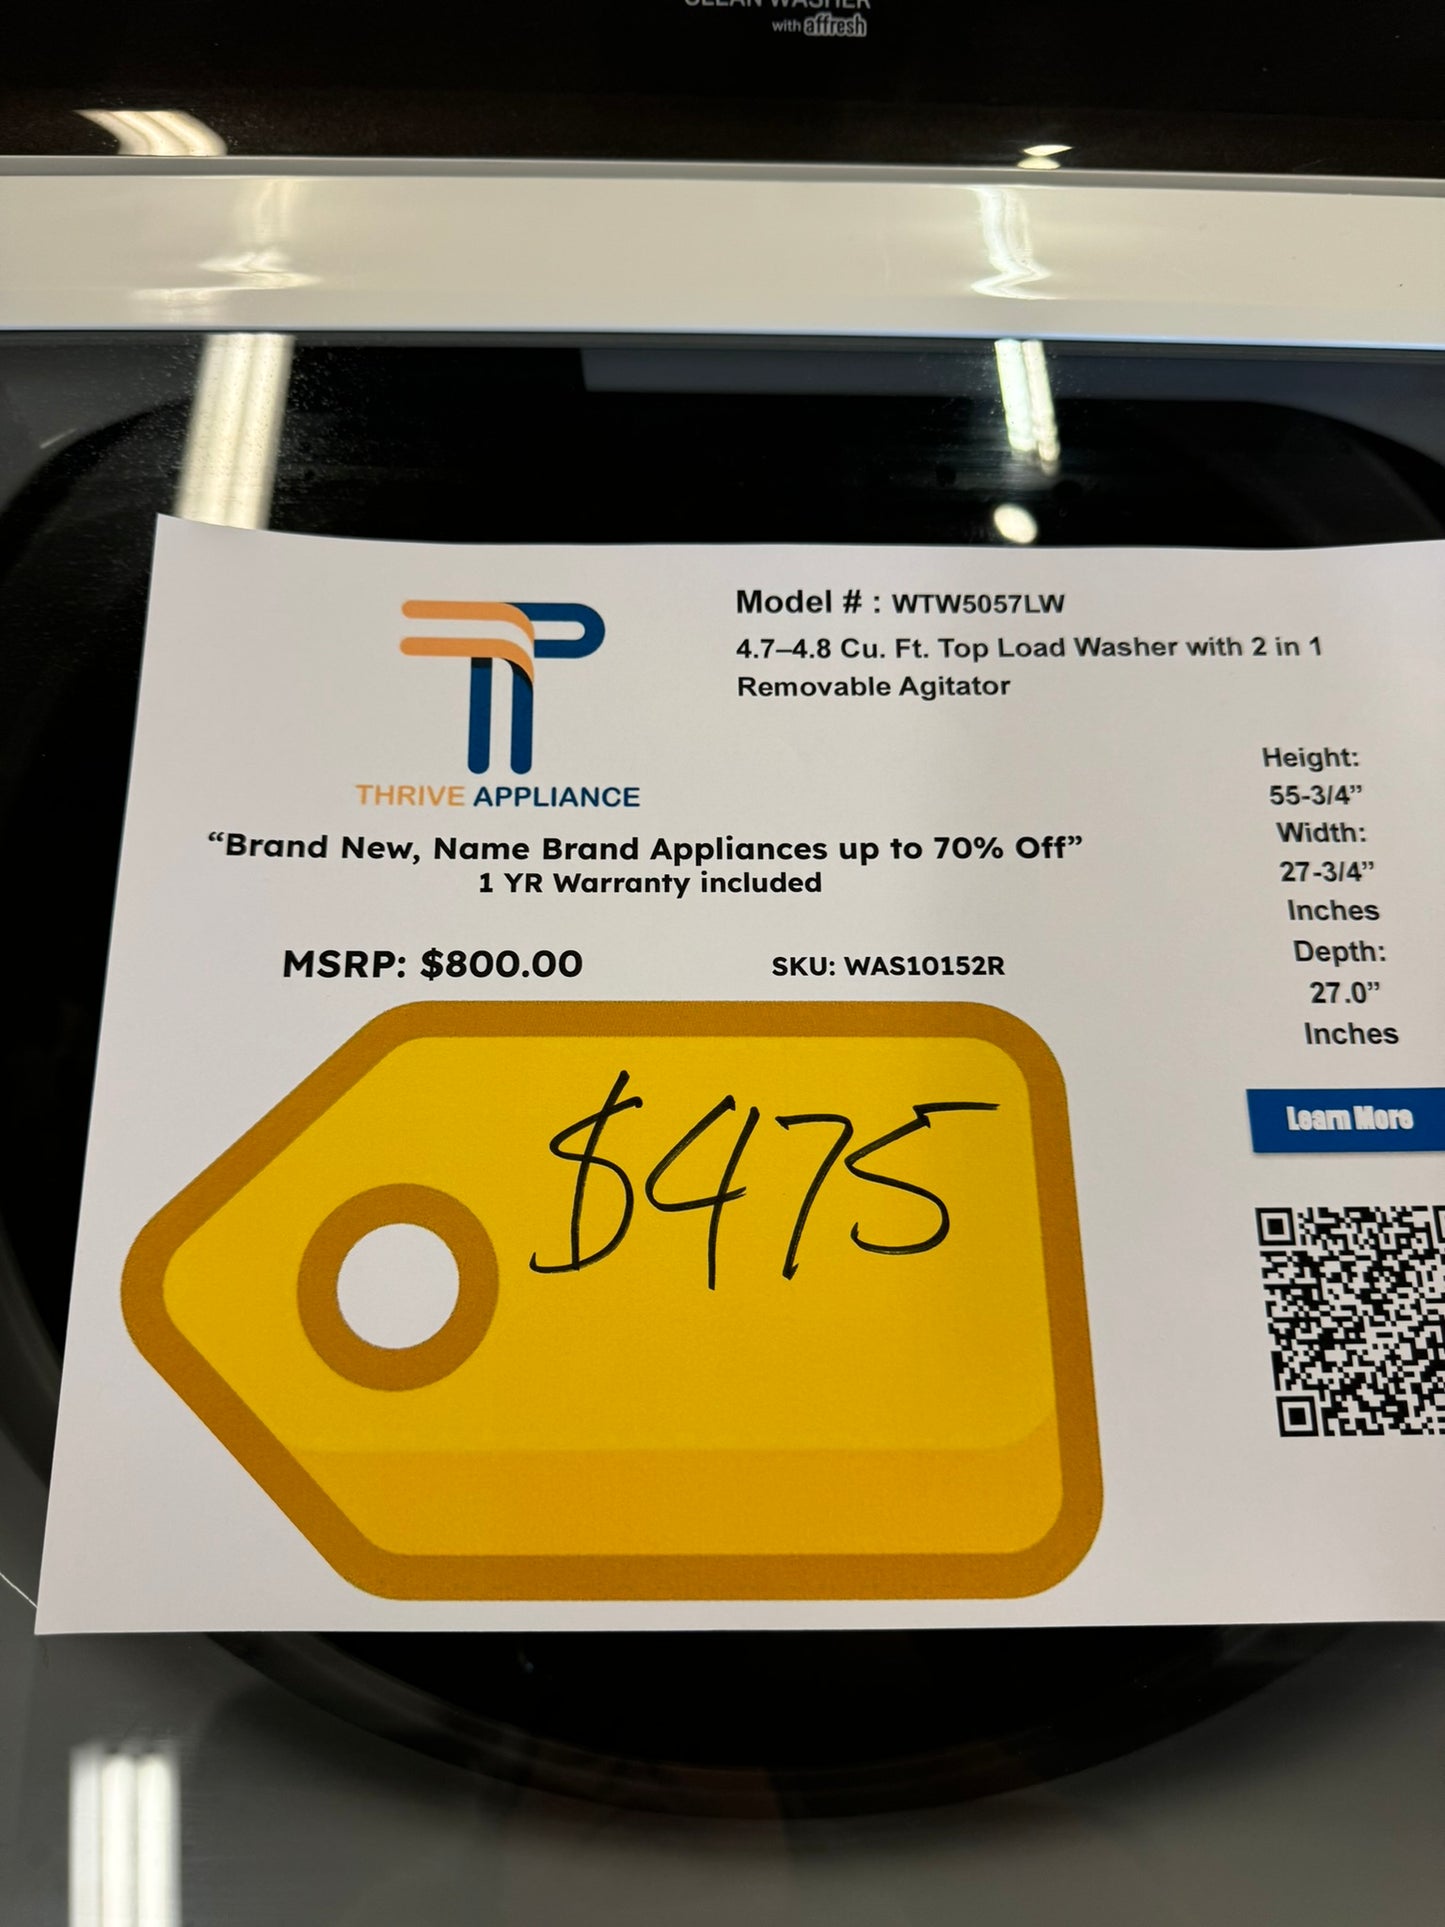 CLEAN WASHER
with affresh
THRIVE APPLIANCE
Model # : WTW5057LW
4.7–4.8 Cu. Ft. Top Load Washer with 2 in 1
Removable Agitator
“Brand New, Name Brand Appliances up to 70% Off”
1 YR Warranty included
MSRP: $800.00
SKU: WAS10152R
$475
Height:
55-3/4”
Width:
27-3/4”
Inches
Depth:
27.0”
Inches
Learn More